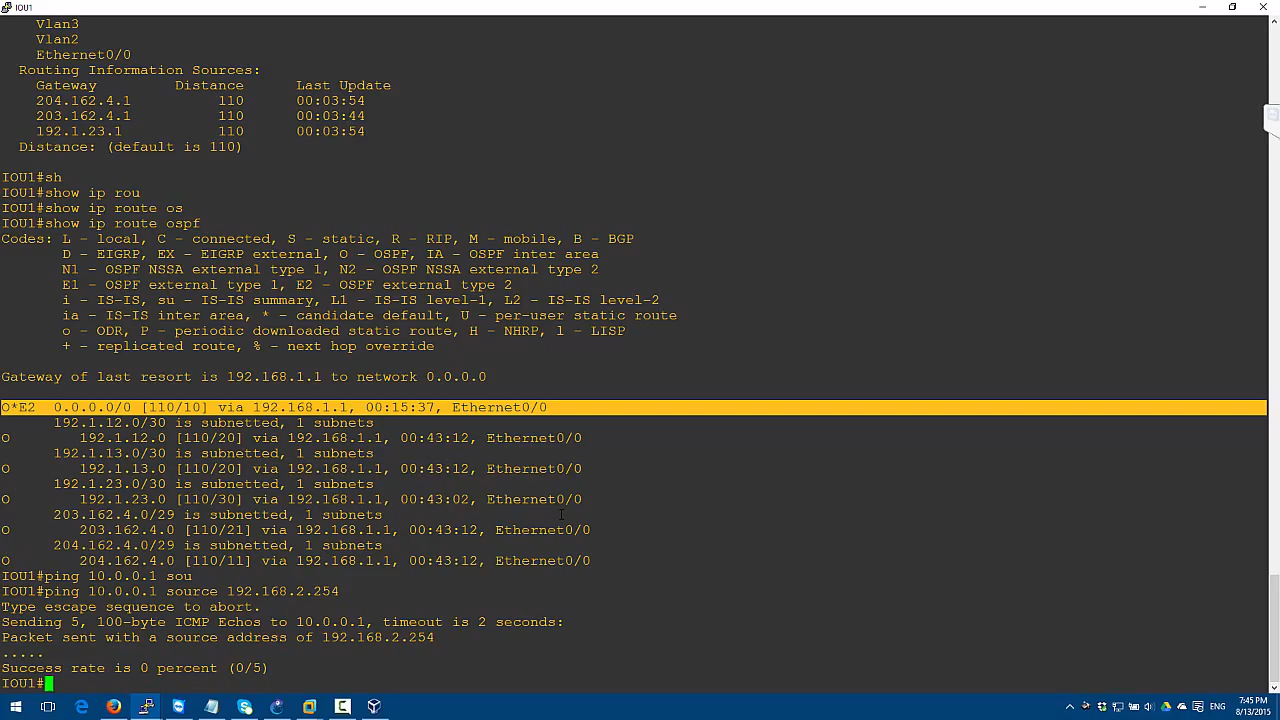 IOU1
Vlan3
Vlan2
Ethernet0/0
Routing Information Sources:
Gateway Distance Last Update
204.162.4.1 110 00:03:54
203.162.4.1 110 00:03:44
192.1.23.1 110 00:03:54
Distance: (default is 110)
IOU1#sh
IOU1#show ip rou
IOU1#show ip route os
IOU1#show ip route ospf
Codes: L - local, C - connected, S - static, R - RIP, M - mobile, B - BGP
D - EIGRP, EX - EIGRP external, O - OSPF, IA - OSPF inter area
N1 - OSPF NSSA external type 1, N2 - OSPF NSSA external type 2
E1 - OSPF external type 1, E2 - OSPF external type 2
i - IS-IS, su - IS-IS summary, L1 - IS-IS level-1, L2 - IS-IS level-2
ia - IS-IS inter area, * - candidate default, U - per-user static route
o - ODR, P - periodic downloaded static route, H - NHRP, l - LISP
+ - replicated route, % - next hop override
Gateway of last resort is 192.168.1.1 to network 0.0.0.0
O*E2 0.0.0.0/0 [110/10] via 192.168.1.1, 00:15:37, Ethernet0/0
192.1.12.0/30 is subnetted, 1 subnets
O 192.1.12.0 [110/20] via 192.168.1.1, 00:43:12, Ethernet0/0
192.1.13.0/30 is subnetted, 1 subnets
O 192.1.13.0 [110/20] via 192.168.1.1, 00:43:12, Ethernet0/0
192.1.23.0/30 is subnetted, 1 subnets
O 192.1.23.0 [110/30] via 192.168.1.1, 00:43:02, Ethernet0/0
203.162.4.0/29 is subnetted, 1 subnets
O 203.162.4.0 [110/21] via 192.168.1.1, 00:43:12, Ethernet0/0
204.162.4.0/29 is subnetted, 1 subnets
O 204.162.4.0 [110/11] via 192.168.1.1, 00:43:12, Ethernet0/0
IOU1#ping 10.0.0.1 sou
IOU1#ping 10.0.0.1 source 192.168.2.254
Type escape sequence to abort.
Sending 5, 100-byte ICMP Echos to 10.0.0.1, timeout is 2 seconds:
Packet sent with a source address of 192.168.2.254
.....
Success rate is 0 percent (0/5)
IOU1#
ENG
7:45 PM
8/13/2015